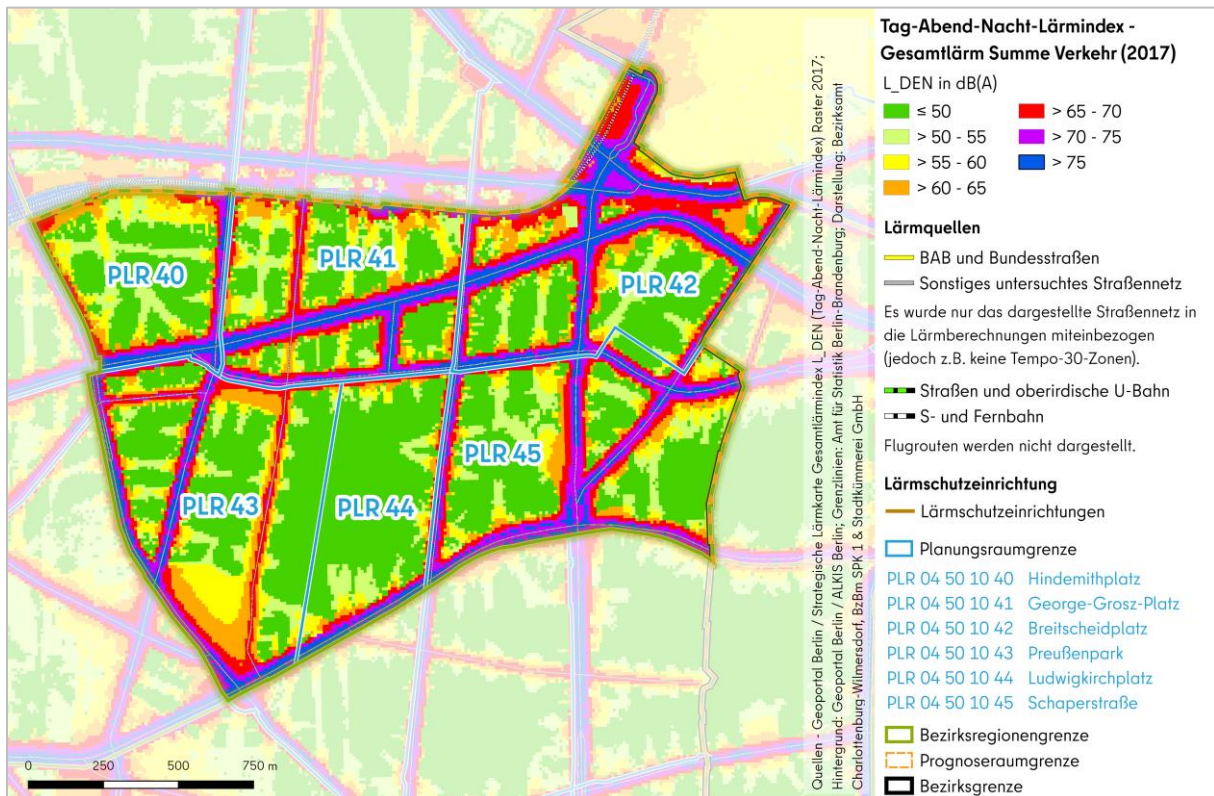 PLR 40
PLR 41
PLR 42
PLR 43
PLR 44
PLR 45
0 250 500 750 m
Quellen - Geoportal Berlin / Strategische Lärmkarte Gesamtlärmindex L_DEN (Tag-Abend-Nacht-Lärmindex) Raster 2017;
Hintergrund: Geoportal Berlin / ALKIS Berlin; Grenzlinien: Amt für Statistik Berlin-Brandenburg; Darstellung: Bezirksamt
Charlottenburg-Wilmersdorf, BzBm SPK 1 & Stadtkümmerei GmbH
Tag-Abend-Nacht-Lärmindex -
Gesamtlärm Summe Verkehr (2017)
L_DEN in dB(A)
≤ 50
> 50 - 55
> 55 - 60
> 60 - 65
> 65 - 70
> 70 - 75
> 75
Lärmquellen
BAB und Bundesstraßen
Sonstiges untersuchtes Straßennetz
Es wurde nur das dargestellte Straßennetz in
die Lärmberechnungen miteinbezogen
(jedoch z.B. keine Tempo-30-Zonen).
Straßen und oberirdische U-Bahn
S- und Fernbahn
Flugrouten werden nicht dargestellt.
Lärmschutzeinrichtung
Lärmschutzeinrichtungen
Planungsraumgrenze
PLR 04 50 10 40 Hindemithplatz
PLR 04 50 10 41 George-Grosz-Platz
PLR 04 50 10 42 Breitscheidplatz
PLR 04 50 10 43 Preußenpark
PLR 04 50 10 44 Ludwigkirchplatz
PLR 04 50 10 45 Schaperstraße
Bezirksregionengrenze
Prognoseraumgrenze
Bezirksgrenze